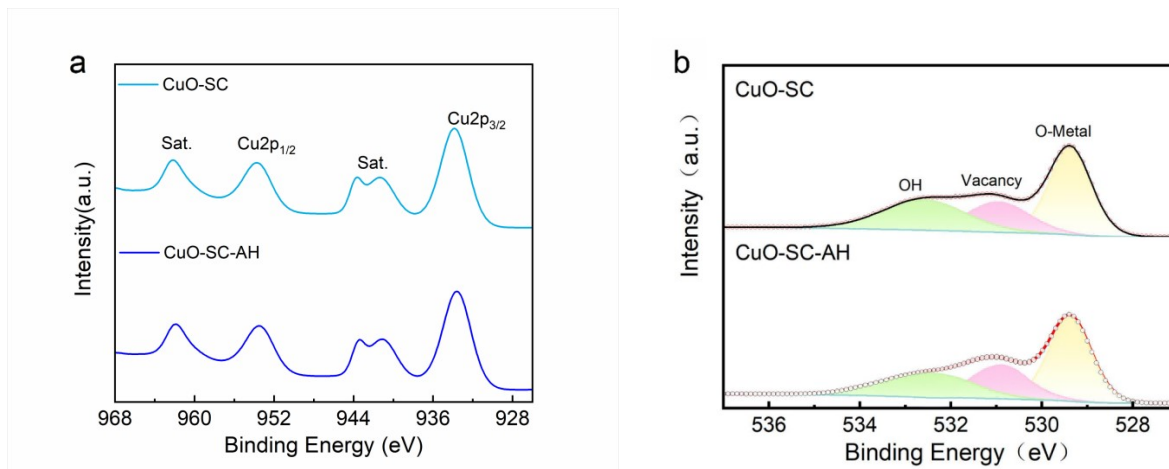 a
CuO-SC
Sat.
Cu2p1/2
Sat.
Cu2p3/2
CuO-SC-AH
Intensity(a.u.)
968 960 952 944 936 928
Binding Energy (eV)
b
CuO-SC
OH
Vacancy
O-Metal
CuO-SC-AH
Intensity（a.u.）
536 534 532 530 528
Binding Energy（eV）